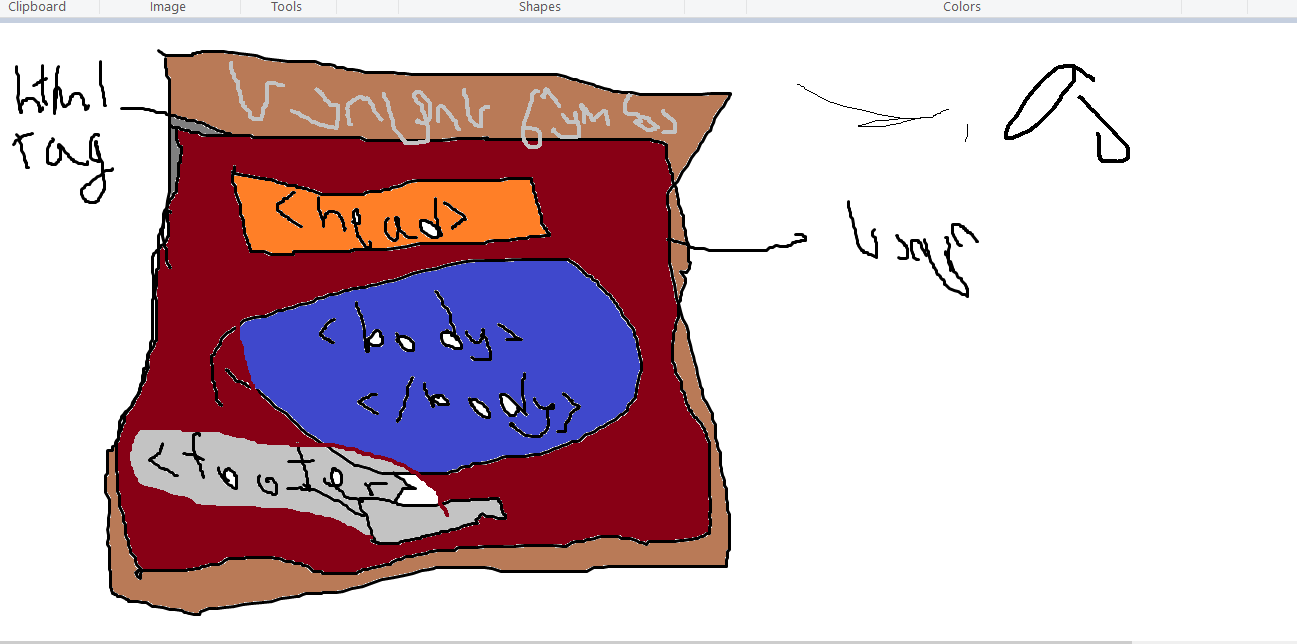 Clipboard Image Tools Shapes Colors
html
tag
<head>
<body>
</body>
<footer>